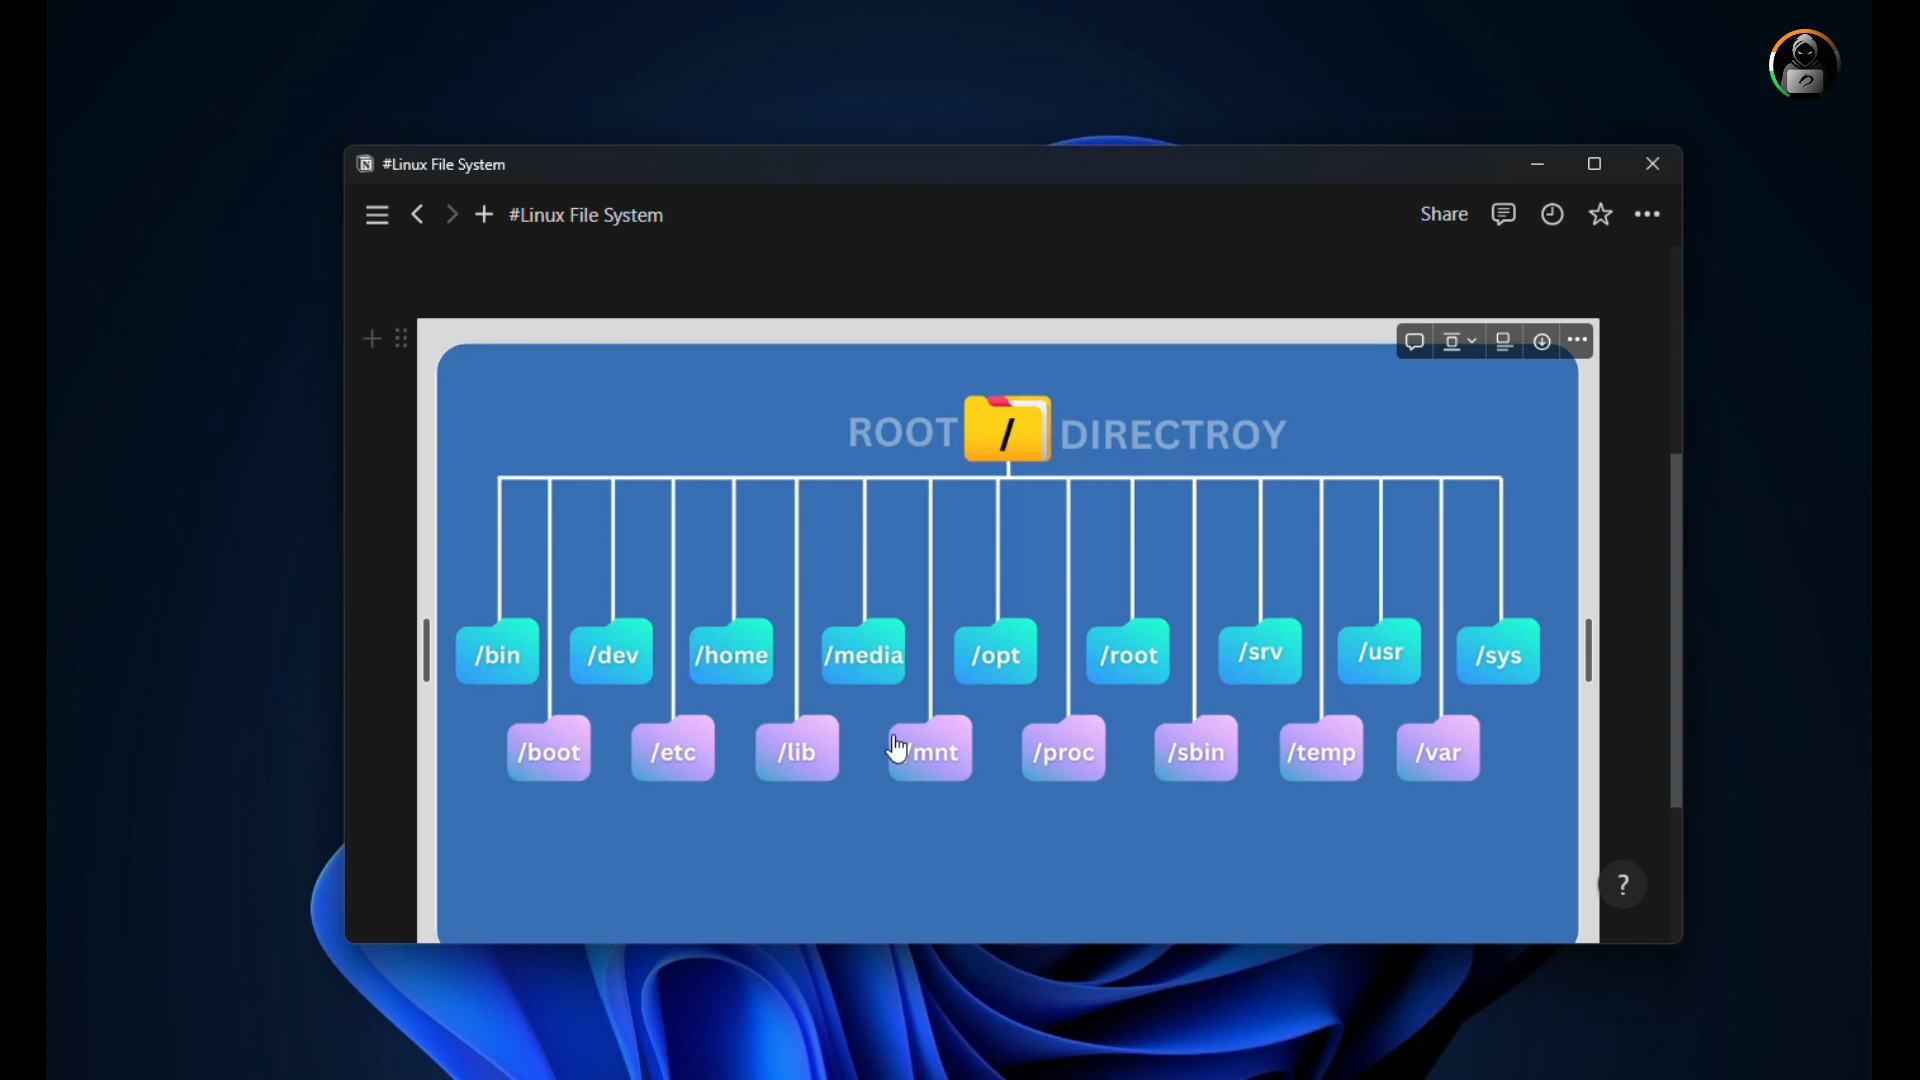 #Linux File System
#Linux File System
Share
ROOT / DIRECTROY
/bin /dev /home /media /opt /root /srv /usr /sys
/boot /etc /lib /mnt /proc /sbin /temp /var
?